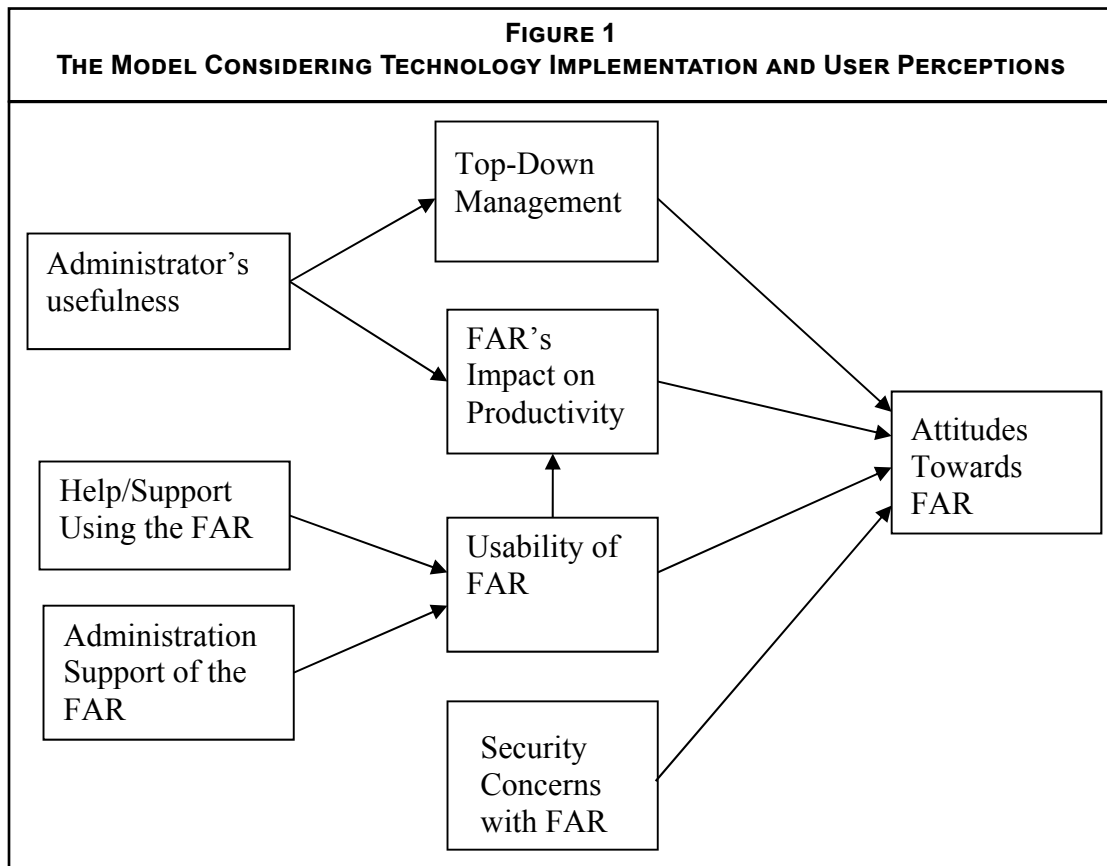 FIGURE 1
THE MODEL CONSIDERING TECHNOLOGY IMPLEMENTATION AND USER PERCEPTIONS
Top-Down
Management
Administrator’s
usefulness
FAR’s
Impact on
Productivity
Attitudes
Towards
FAR
Help/Support
Using the FAR
Usability of
FAR
Administration
Support of the
FAR
Security
Concerns
with FAR